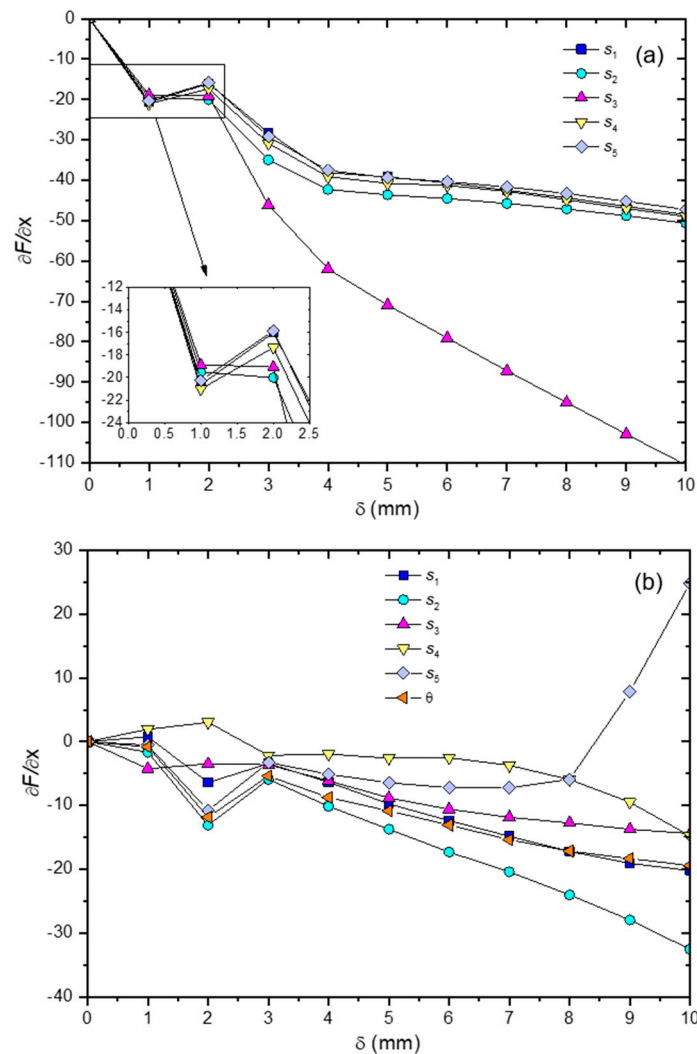 (a)
s1
s2
s3
s4
s5
0
-10
-20
-30
-40
-50
-60
-70
-80
-90
-100
-110
∂F/∂x
-12
-14
-16
-18
-20
-22
-24
0.0 0.5 1.0 1.5 2.0 2.5
0 1 2 3 4 5 6 7 8 9 10
δ (mm)
(b)
s1
s2
s3
s4
s5
θ
30
20
10
0
-10
-20
-30
-40
∂F/∂x
0 1 2 3 4 5 6 7 8 9 10
δ (mm)